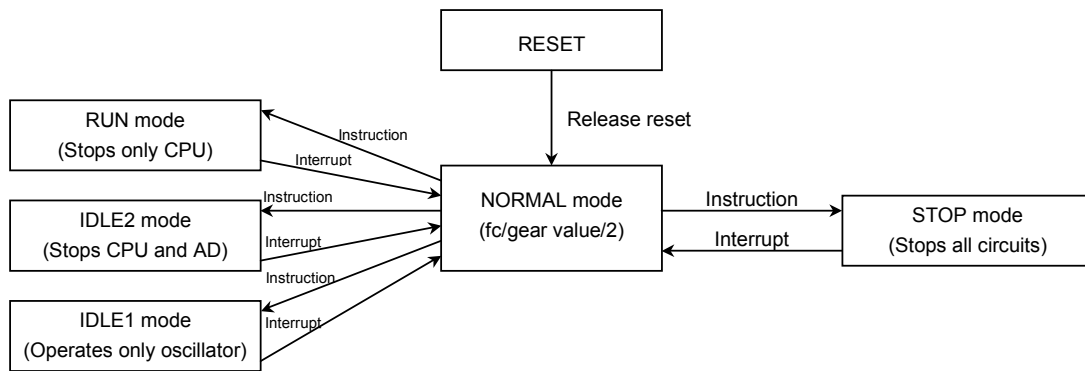 RESET
Release reset
RUN mode
(Stops only CPU)
Instruction
Interrupt
IDLE2 mode
(Stops CPU and AD)
Instruction
Interrupt
IDLE1 mode
(Operates only oscillator)
Instruction
Interrupt
NORMAL mode
(fc/gear value/2)
Instruction
Interrupt
STOP mode
(Stops all circuits)